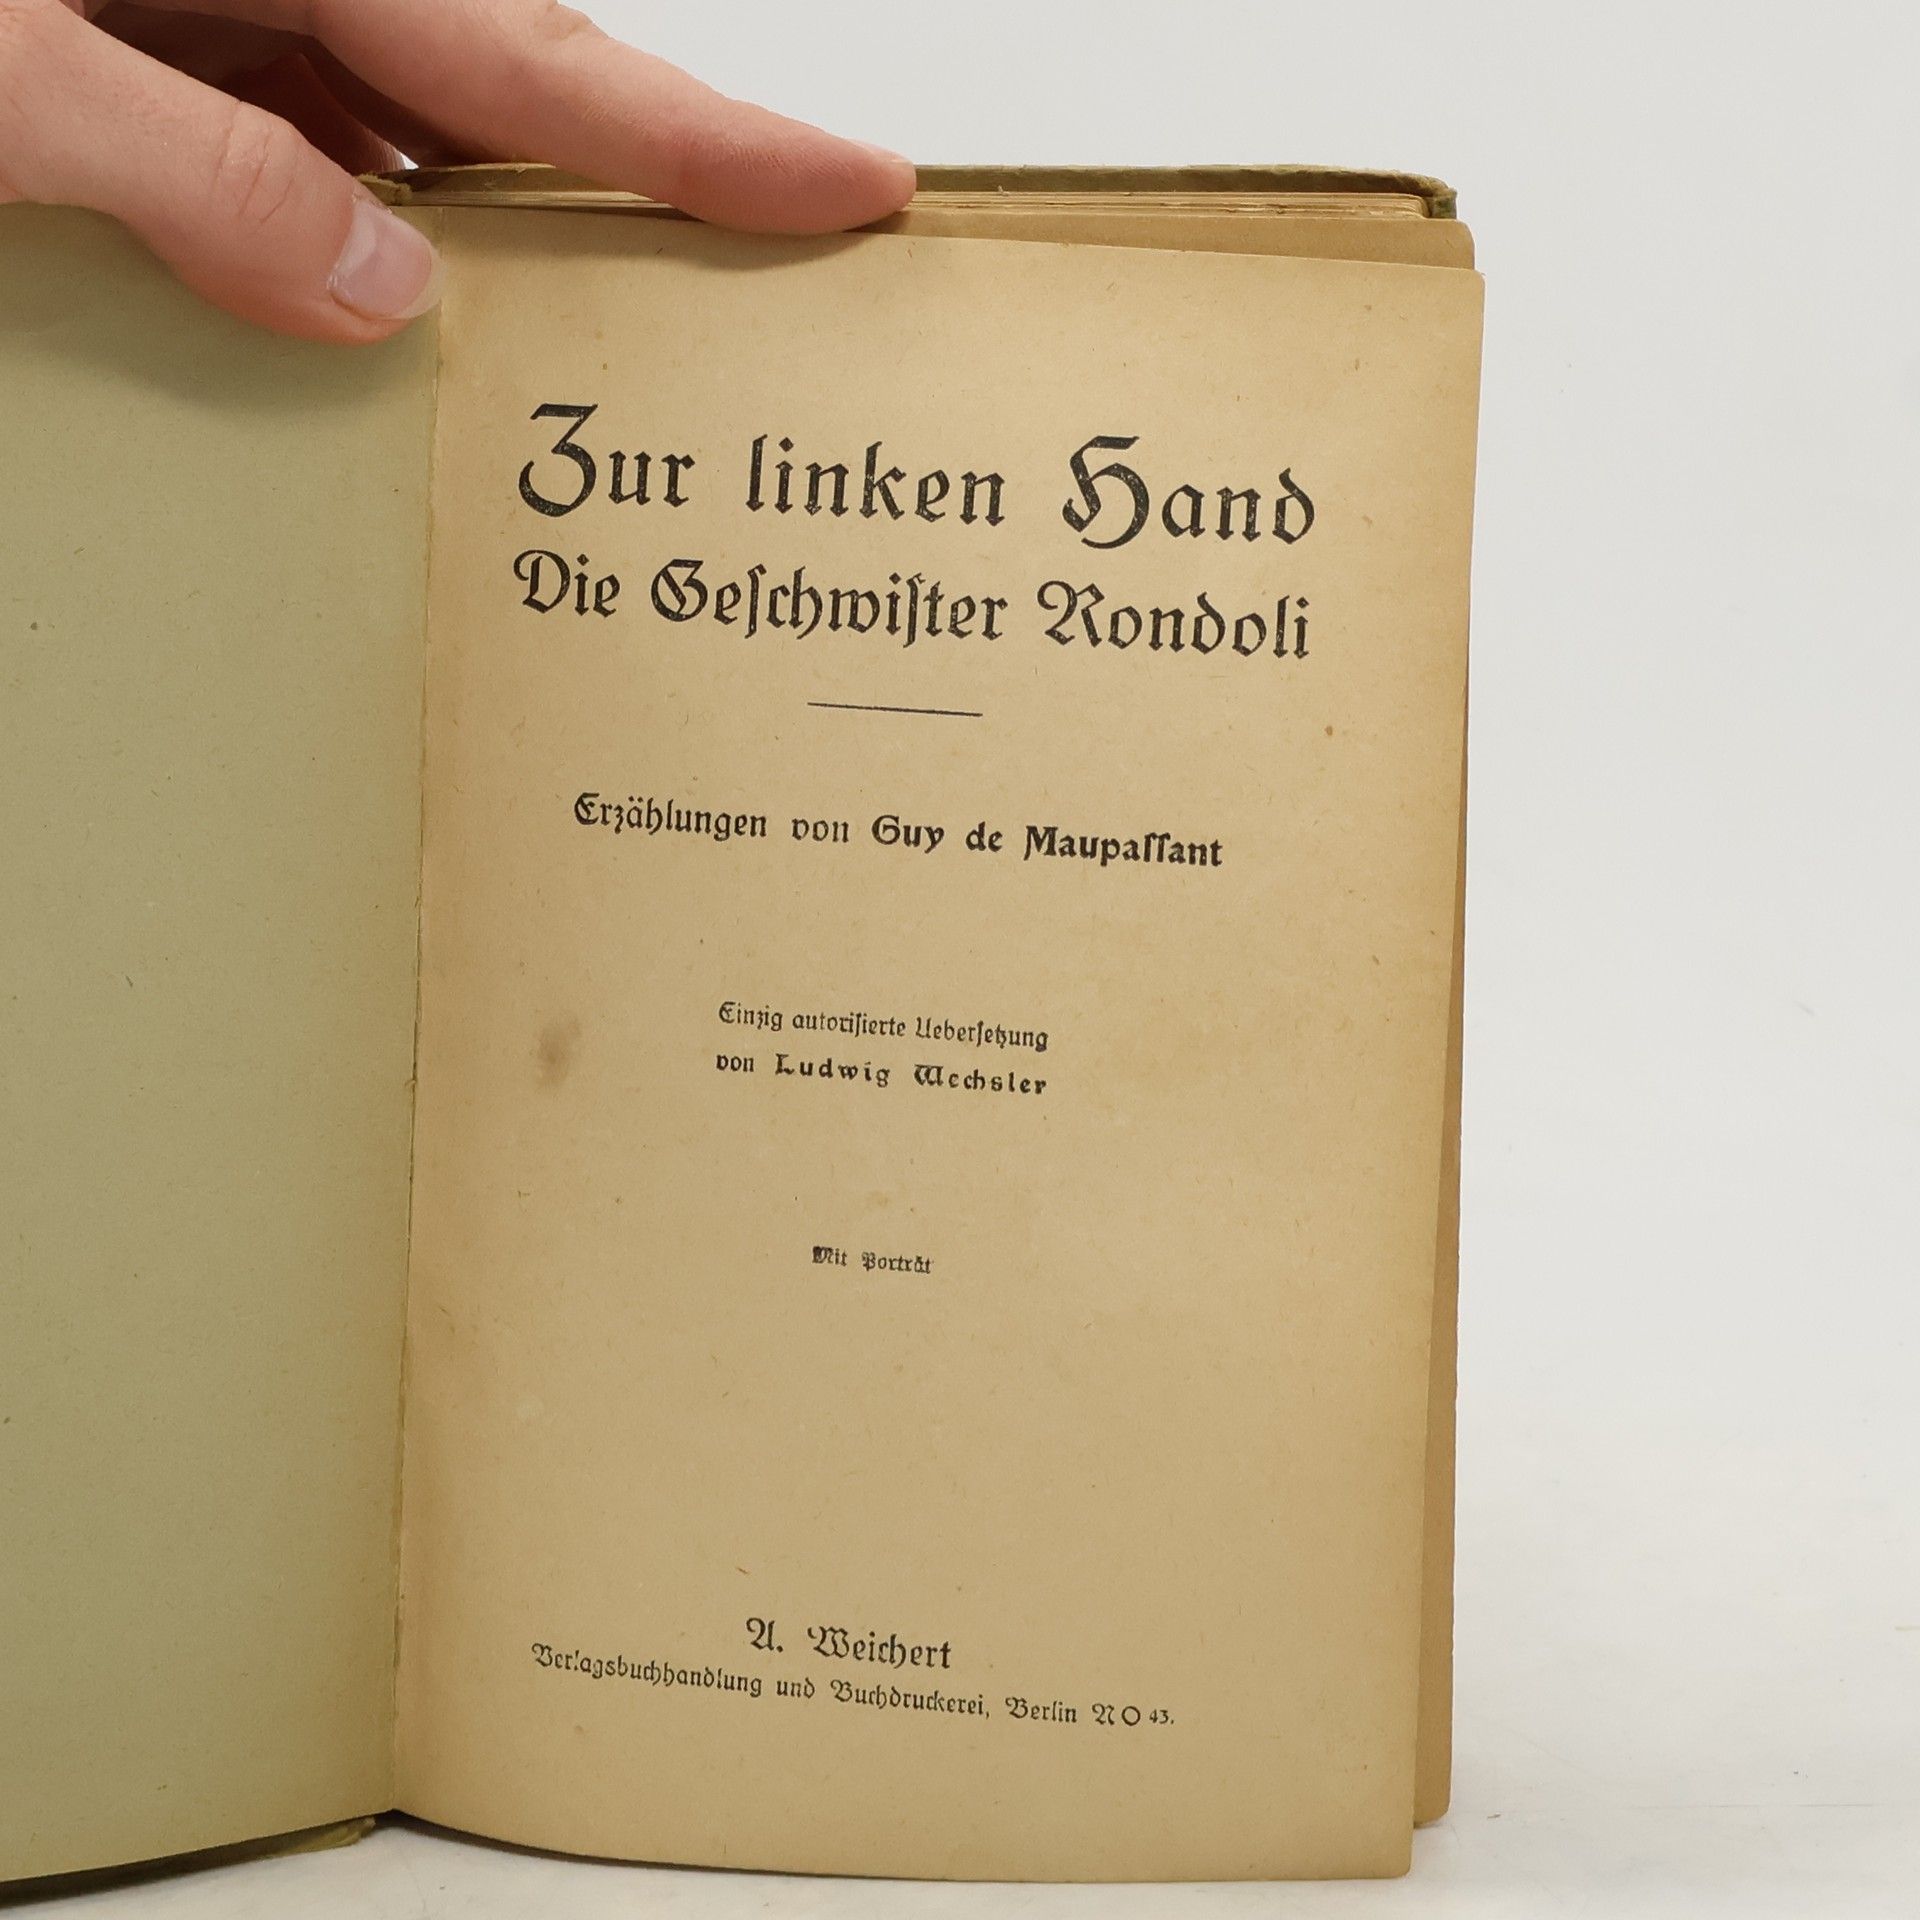 Zur linken Hand
Die Geſchwiſter Rondoli
Erzählungen von Guy de Maupaſſant
Einzig autoriſierte Ueberſetzung
von Ludwig Wechsler
Mit Porträt
A. Weichert
Verlagsbuchhandlung und Buchdruckerei, Berlin NO 43.